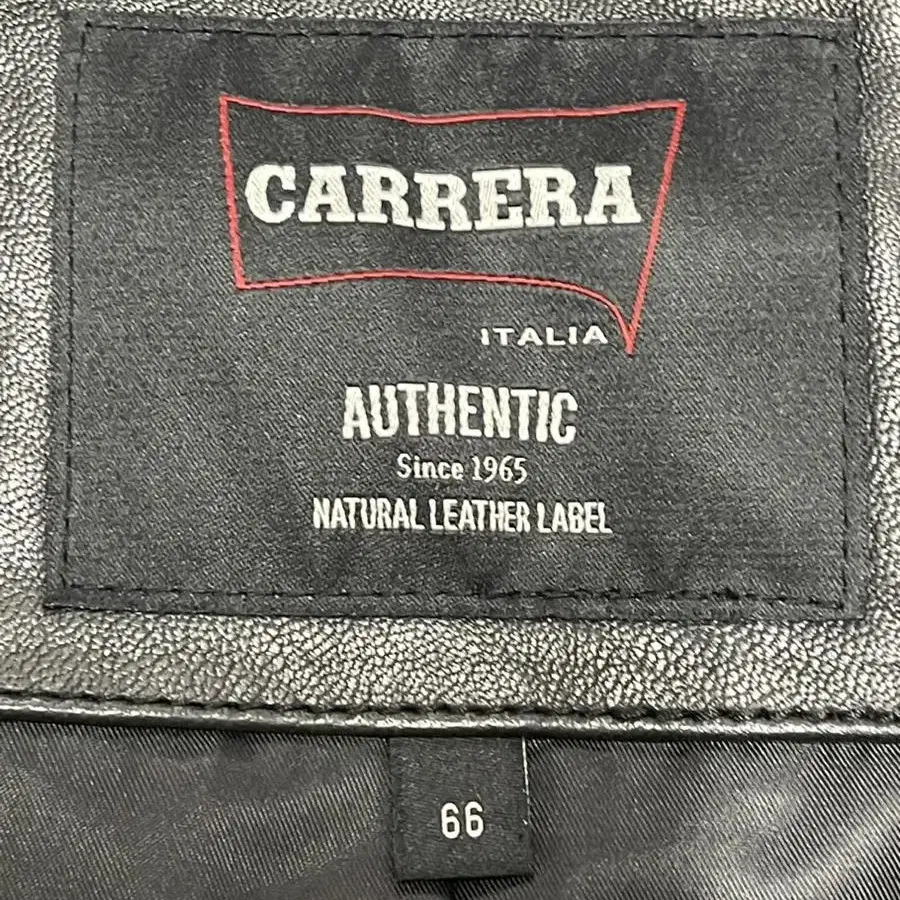 CARRERA
ITALIA
AUTHENTIC
Since 1965
NATURAL LEATHER LABEL
66